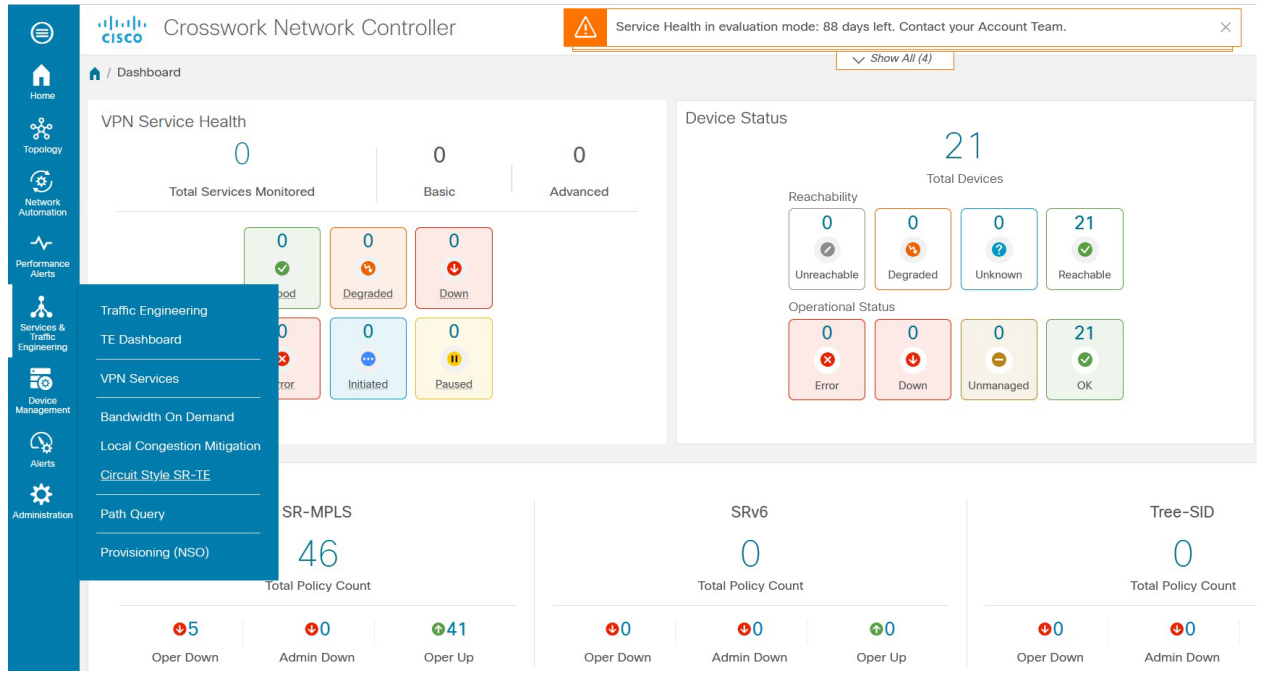 CISCO
Crosswork Network Controller
Service Health in evaluation mode: 88 days left. Contact your Account Team.
Show All (4)
/ Dashboard
Home
Topology
Network
Automation
Performance
Alerts
Services &
Traffic
Engineering
Device
Management
Alerts
Administration
Traffic Engineering
TE Dashboard
VPN Services
Bandwidth On Demand
Local Congestion Mitigation
Circuit Style SR-TE
Path Query
Provisioning (NSO)
VPN Service Health
0 0 0
Total Services Monitored Basic Advanced
0 0 0
ood Degraded Down
0 0 0
rror Initiated Paused
Device Status
21
Total Devices
Reachability
0 0 0 21
Unreachable Degraded Unknown Reachable
Operational Status
0 0 0 21
Error Down Unmanaged OK
SR-MPLS
46
Total Policy Count
5 0 41
Oper Down Admin Down Oper Up
SRv6
0
Total Policy Count
0 0 0
Oper Down Admin Down Oper Up
Tree-SID
0
Total Policy Count
0 0
Oper Down Admin Down